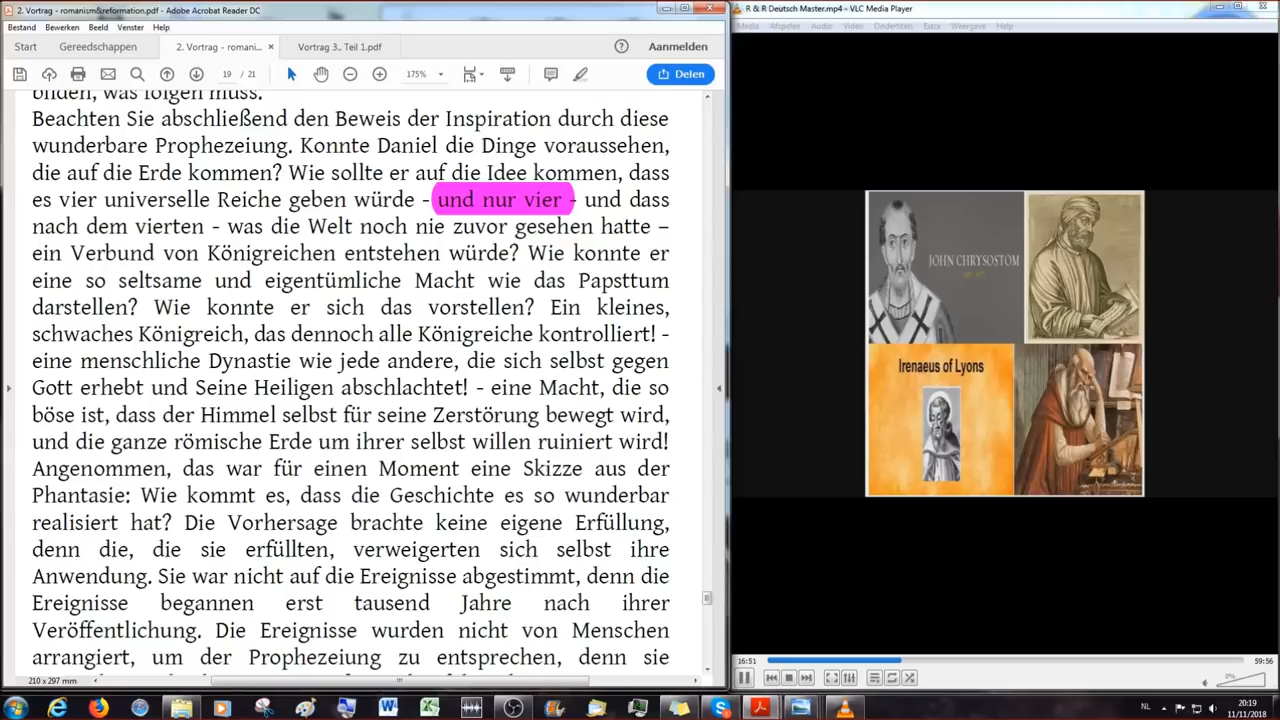 2. Vortrag - romanism&reformation.pdf - Adobe Acrobat Reader DC
Bestanden Bewerken Beeld Venster Help
Start Gereedschappen 2. Vortrag - romani... × Vortrag 3.. Teil 1.pdf Aanmelden
19 / 21 175% Delen
bilden, was folgen muss.
Beachten Sie abschließend den Beweis der Inspiration durch diese
wunderbare Prophezeiung. Konnte Daniel die Dinge voraussehen,
die auf die Erde kommen? Wie sollte er auf die Idee kommen, dass
es vier universelle Reiche geben würde - und nur vier - und dass
nach dem vierten - was die Welt noch nie zuvor gesehen hatte –
ein Verbund von Königreichen entstehen würde? Wie konnte er
eine so seltsame und eigentümliche Macht wie das Papsttum
darstellen? Wie konnte er sich das vorstellen? Ein kleines,
schwaches Königreich, das dennoch alle Königreiche kontrolliert! -
eine menschliche Dynastie wie jede andere, die sich selbst gegen
Gott erhebt und Seine Heiligen abschlachtet! - eine Macht, die so
böse ist, dass der Himmel selbst für seine Zerstörung bewegt wird,
und die ganze römische Erde um ihrer selbst willen ruiniert wird!
Angenommen, das war für einen Moment eine Skizze aus der
Phantasie: Wie kommt es, dass die Geschichte es so wunderbar
realisiert hat? Die Vorhersage brachte keine eigene Erfüllung,
denn die, die sie erfüllten, verweigerten sich selbst ihre
Anwendung. Sie war nicht auf die Ereignisse abgestimmt, denn die
Ereignisse begannen erst tausend Jahre nach ihrer
Veröffentlichung. Die Ereignisse wurden nicht von Menschen
arrangiert, um der Prophezeiung zu entsprechen, denn sie
210 x 297 mm
R & R Deutsch Master.mp4 - VLC Media Player
Media Afspelen Audio Video Ondertitels Extra Weergave Help
JOHN CHRYSOSTOM
Irenaeus of Lyons
16:51 59:56
0%
NL 20:19
11/11/2018